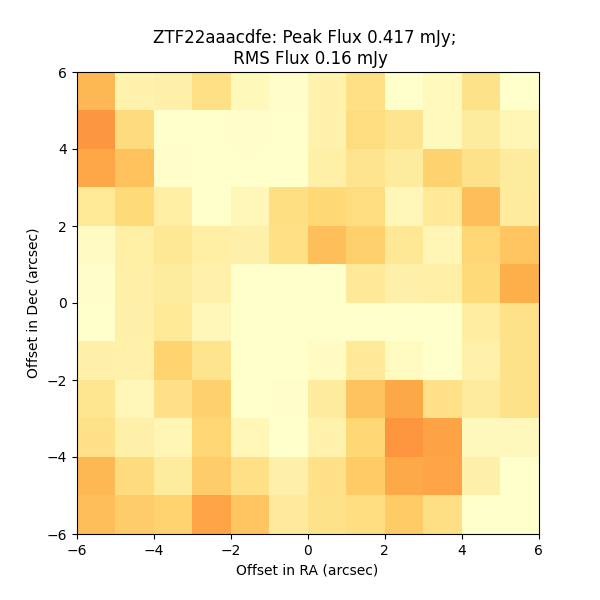 ZTF22aaacdfe: Peak Flux 0.417 mJy;
RMS Flux 0.16 mJy
6
4
2
0
−2
−4
−6
Offset in Dec (arcsec)
−6 −4 −2 0 2 4 6
Offset in RA (arcsec)